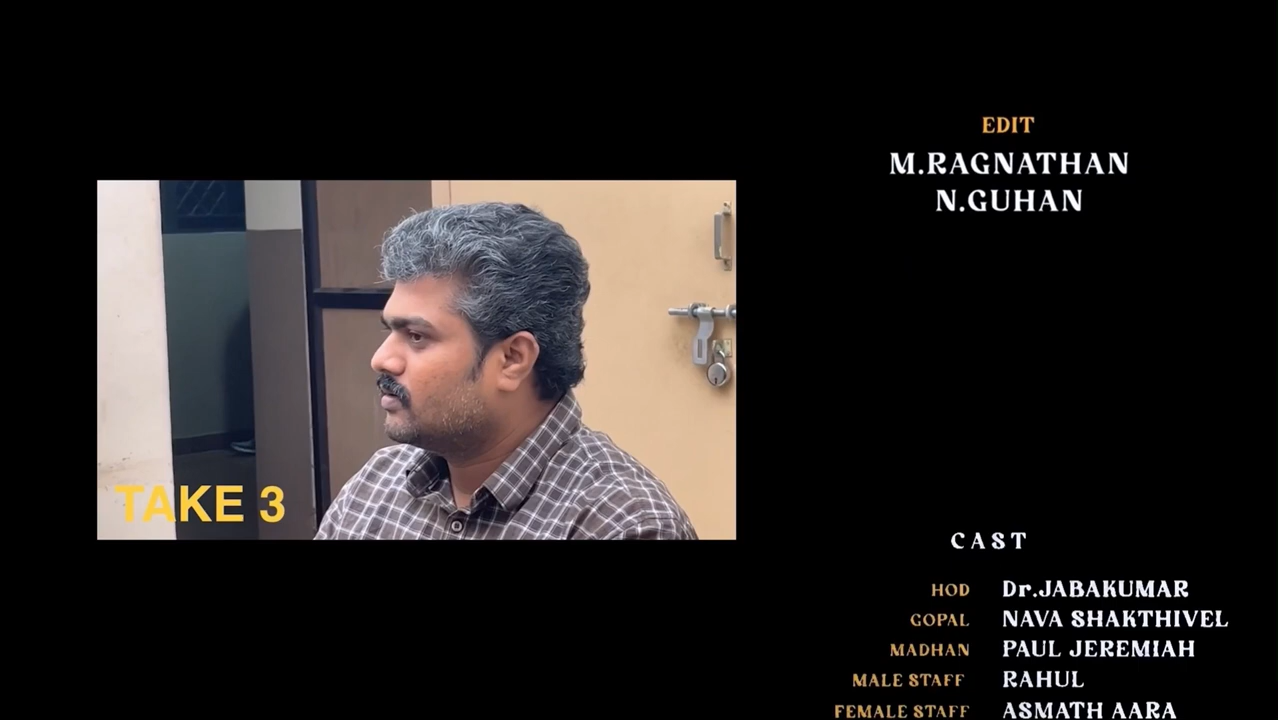 EDIT
M.RAGNATHAN
N.GUHAN
TAKE 3
CAST
HOD Dr.JABAKUMAR
GOPAL NAVA SHAKTHIVEL
MADHAN PAUL JEREMIAH
MALE STAFF RAHUL
FEMALE STAFF ASMATH AARA